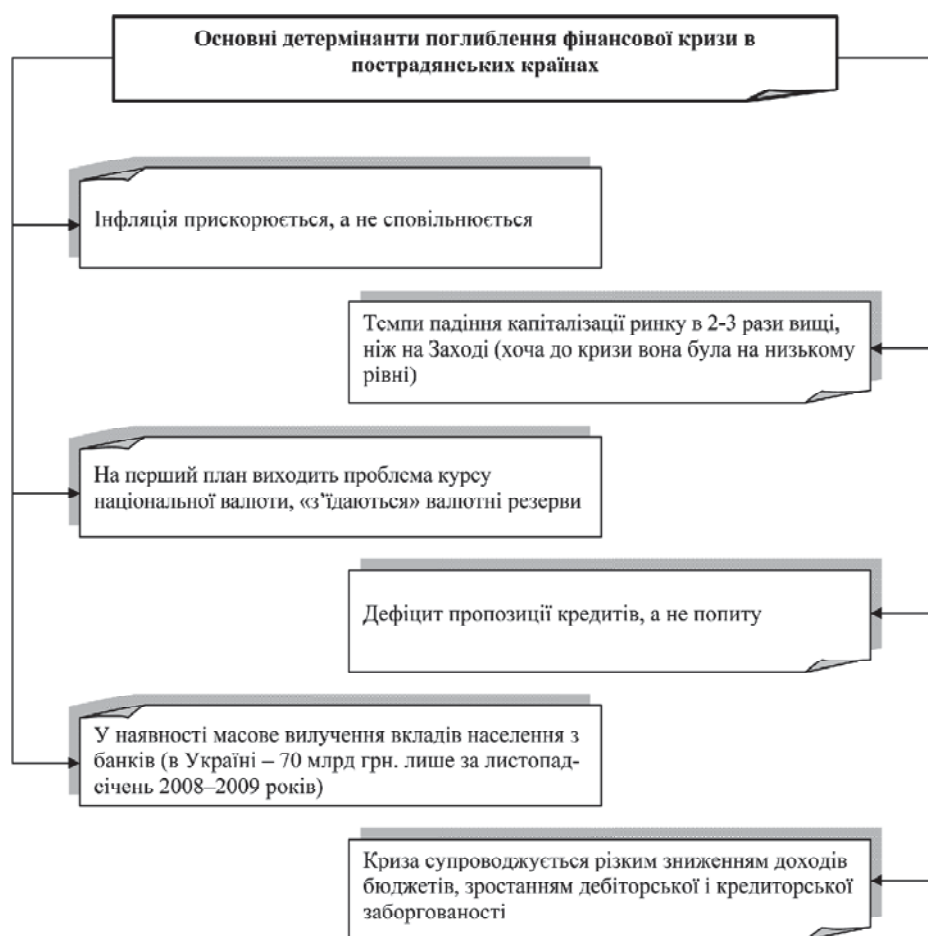 Основні детермінанти поглиблення фінансової кризи в
пострадянських країнах
Інфляція прискорюється, а не сповільнюється
Темпи падіння капіталізації ринку в 2-3 рази вищі,
ніж на Заході (хоча до кризи вона була на низькому
рівні)
На перший план виходить проблема курсу
національної валюти, «з’їдаються» валютні резерви
Дефіцит пропозиції кредитів, а не попиту
У наявності масове вилучення вкладів населення з
банків (в Україні – 70 млрд грн. лише за листопад-
січень 2008–2009 років)
Криза супроводжується різким зниженням доходів
бюджетів, зростанням дебіторської і кредиторської
заборгованості